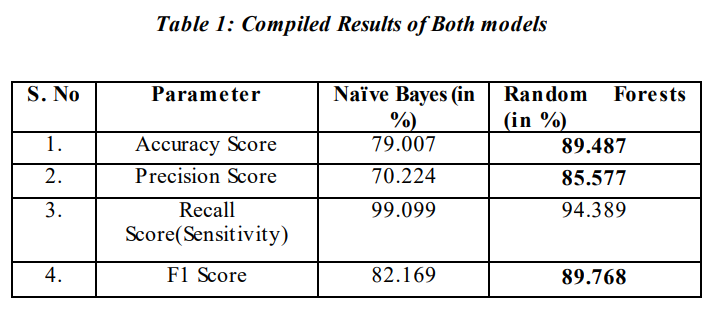 Table 1: Compiled Results of Both models
S. No Parameter Naïve Bayes (in %) Random Forests (in %)
1. Accuracy Score 79.007 89.487
2. Precision Score 70.224 85.577
3. Recall Score(Sensitivity) 99.099 94.389
4. F1 Score 82.169 89.768